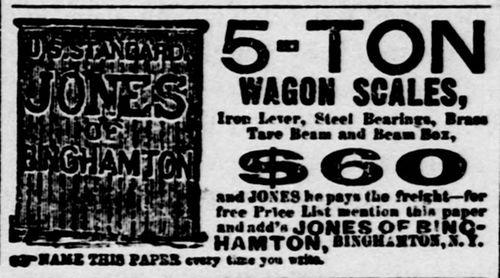 U.S. STANDARD
JONES
OF
BINGHAMTON
5-TON
WAGON SCALES,
Iron Lever, Steel Bearings, Brass
Tare Beam and Beam Box,
$60
and JONES he pays the freight—for
free Price List mention this paper
and add's JONES OF BING-
HAMTON, BINGHAMTON, N. Y.
☞NAME THIS PAPER every time you write.